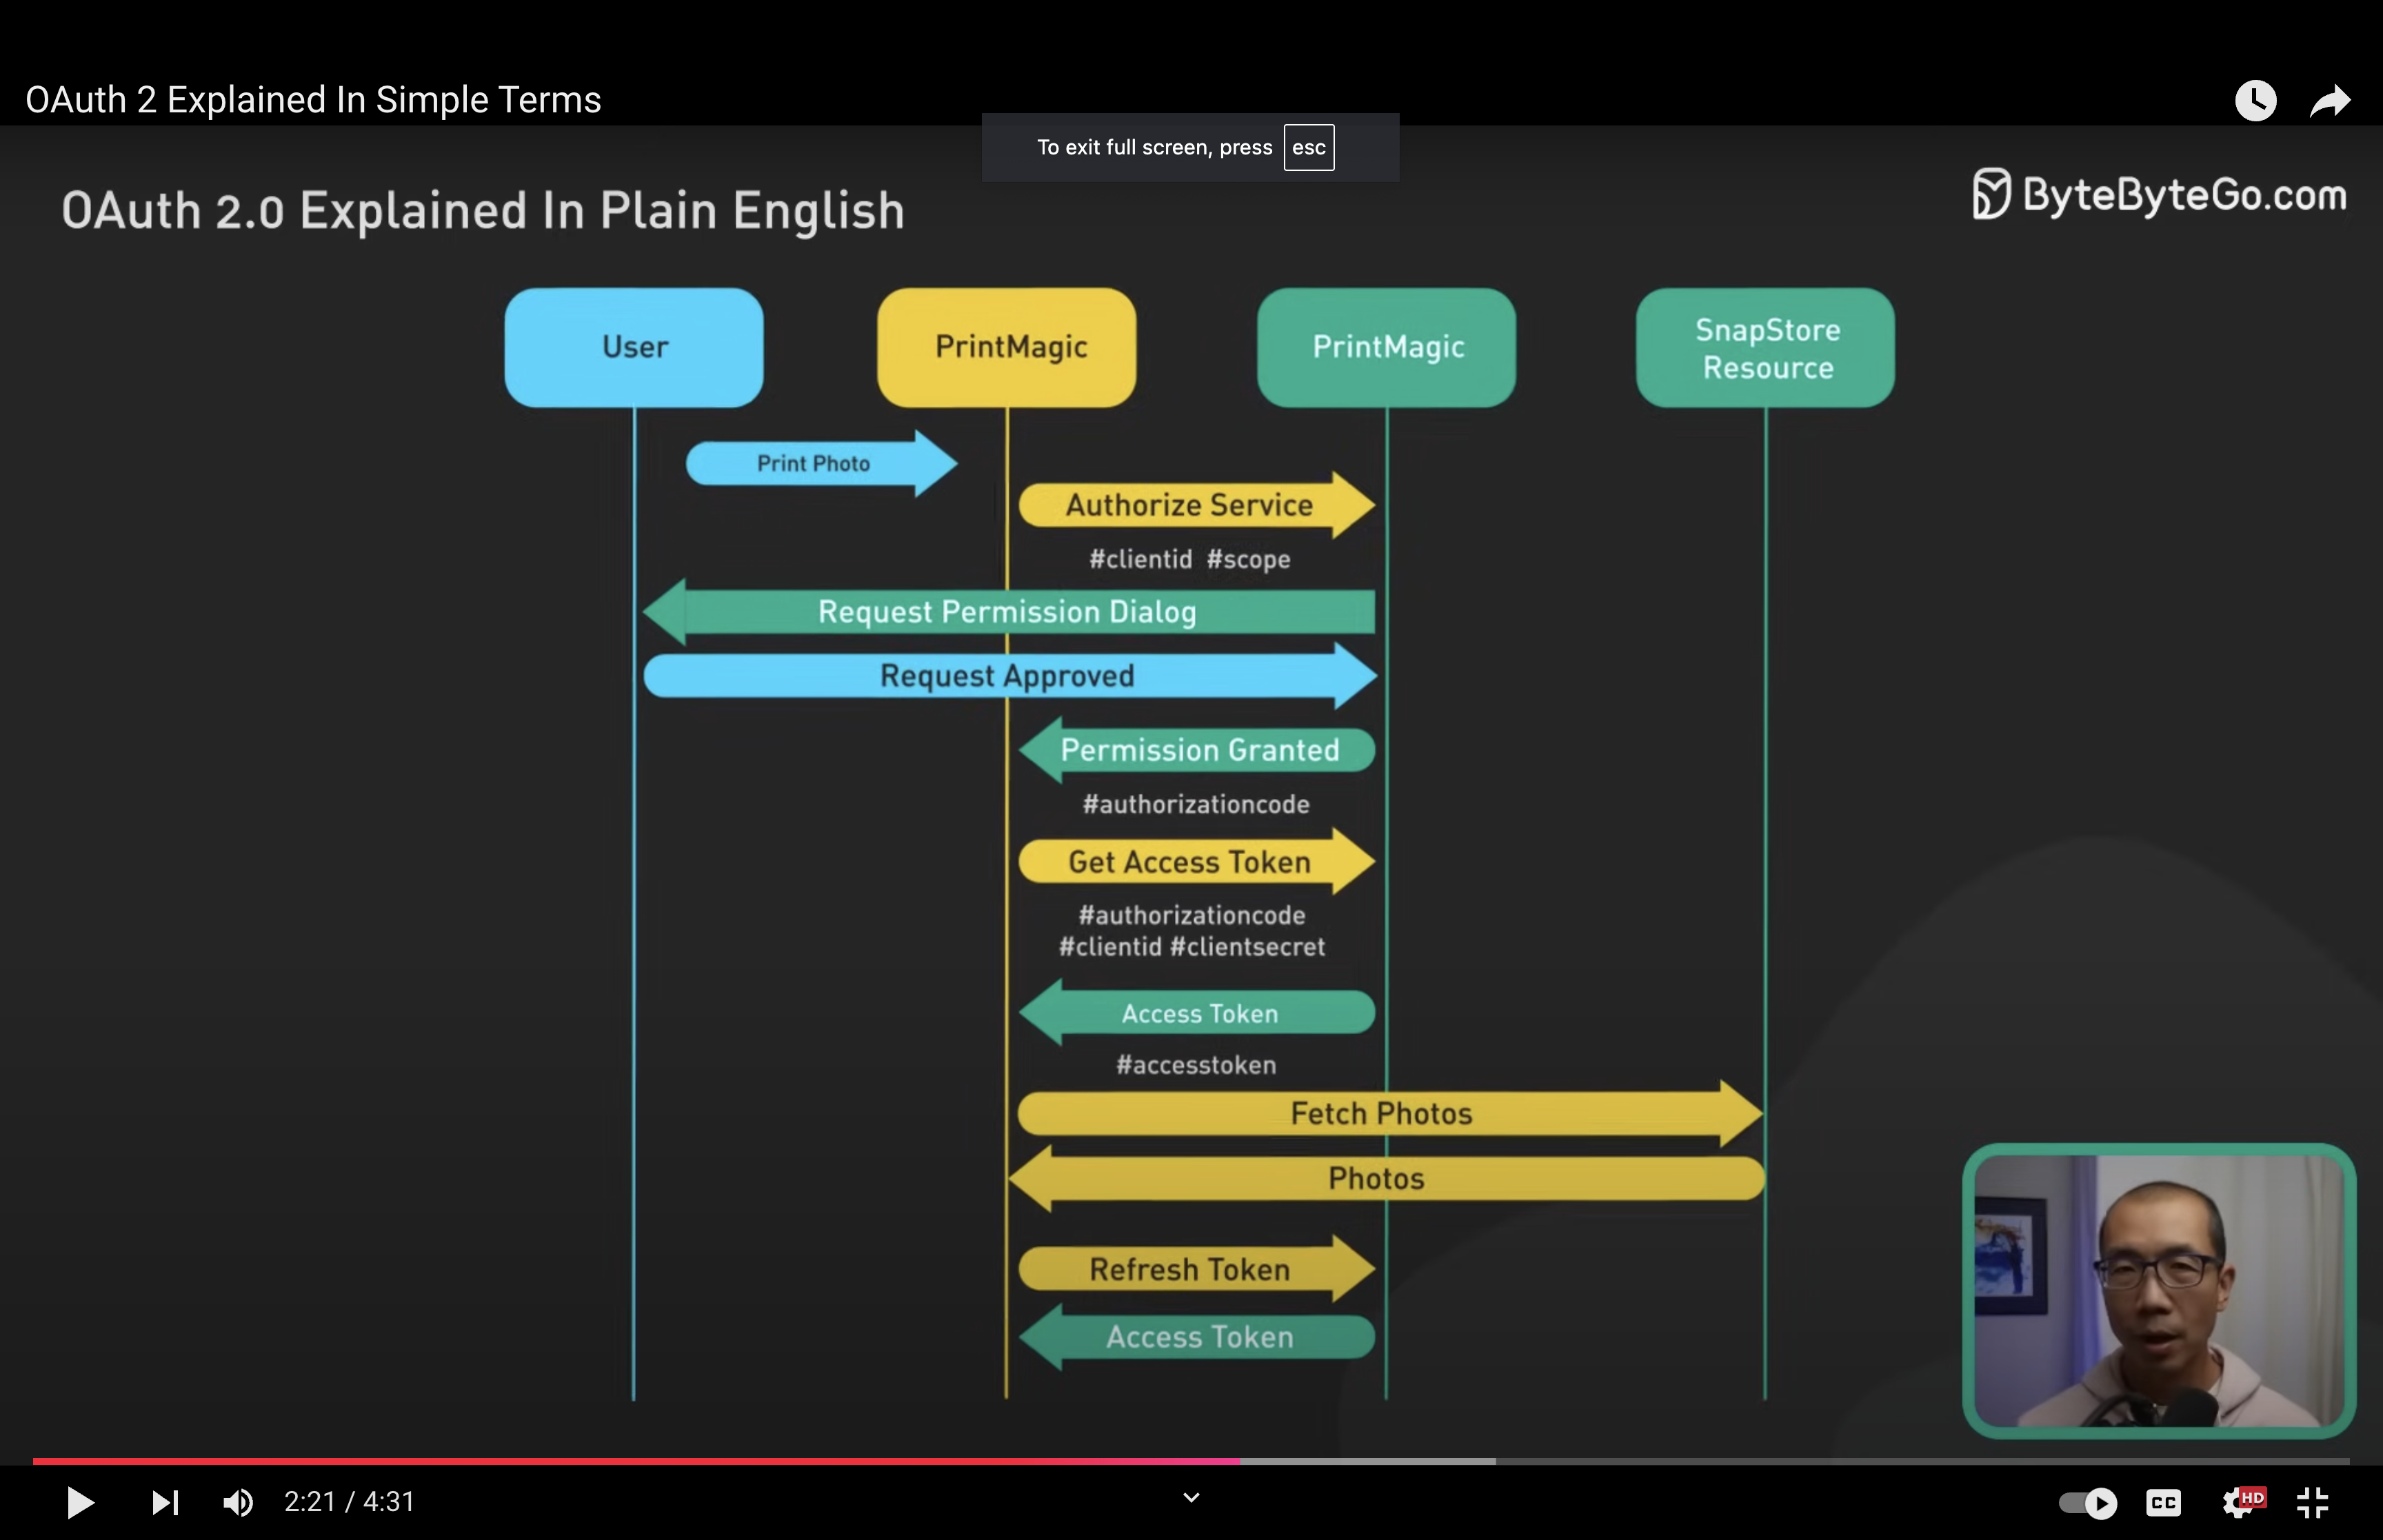 OAuth 2 Explained In Simple Terms
To exit full screen, press esc
OAuth 2.0 Explained In Plain English
ByteByteGo.com
User
PrintMagic
PrintMagic
SnapStore
Resource
Print Photo
Authorize Service
#clientid #scope
Request Permission Dialog
Request Approved
Permission Granted
#authorizationcode
Get Access Token
#authorizationcode
#clientid #clientsecret
Access Token
#accesstoken
Fetch Photos
Photos
Refresh Token
Access Token
2:21 / 4:31
CC
HD